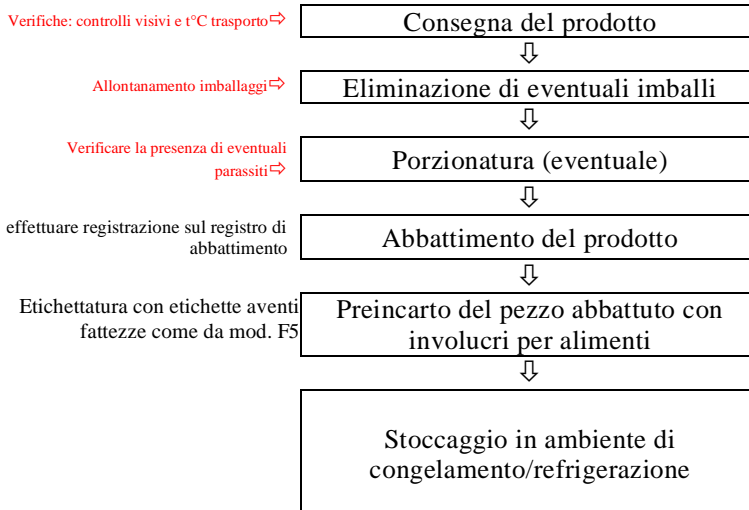 Verifiche: controlli visivi e t°C trasporto⇨
Consegna del prodotto
⇩
Allontanamento imballaggi⇨
Eliminazione di eventuali imballi
⇩
Verificare la presenza di eventuali
parassiti⇨
Porzionatura (eventuale)
⇩
effettuare registrazione sul registro di
abbattimento
Abbattimento del prodotto
⇩
Etichettatura con etichette aventi
fattezze come da mod. F5
Preincarto del pezzo abbattuto con
involucri per alimenti
⇩
Stoccaggio in ambiente di
congelamento/refrigerazione